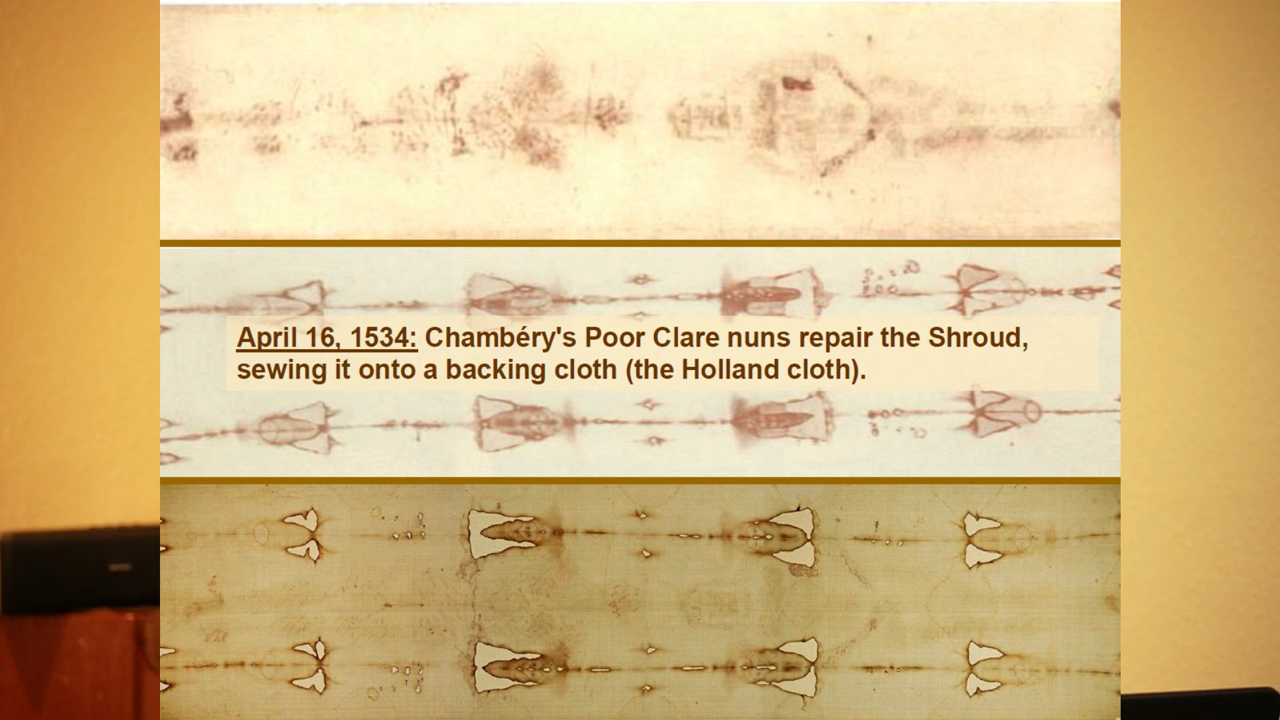 April 16, 1534: Chambéry's Poor Clare nuns repair the Shroud,
sewing it onto a backing cloth (the Holland cloth).